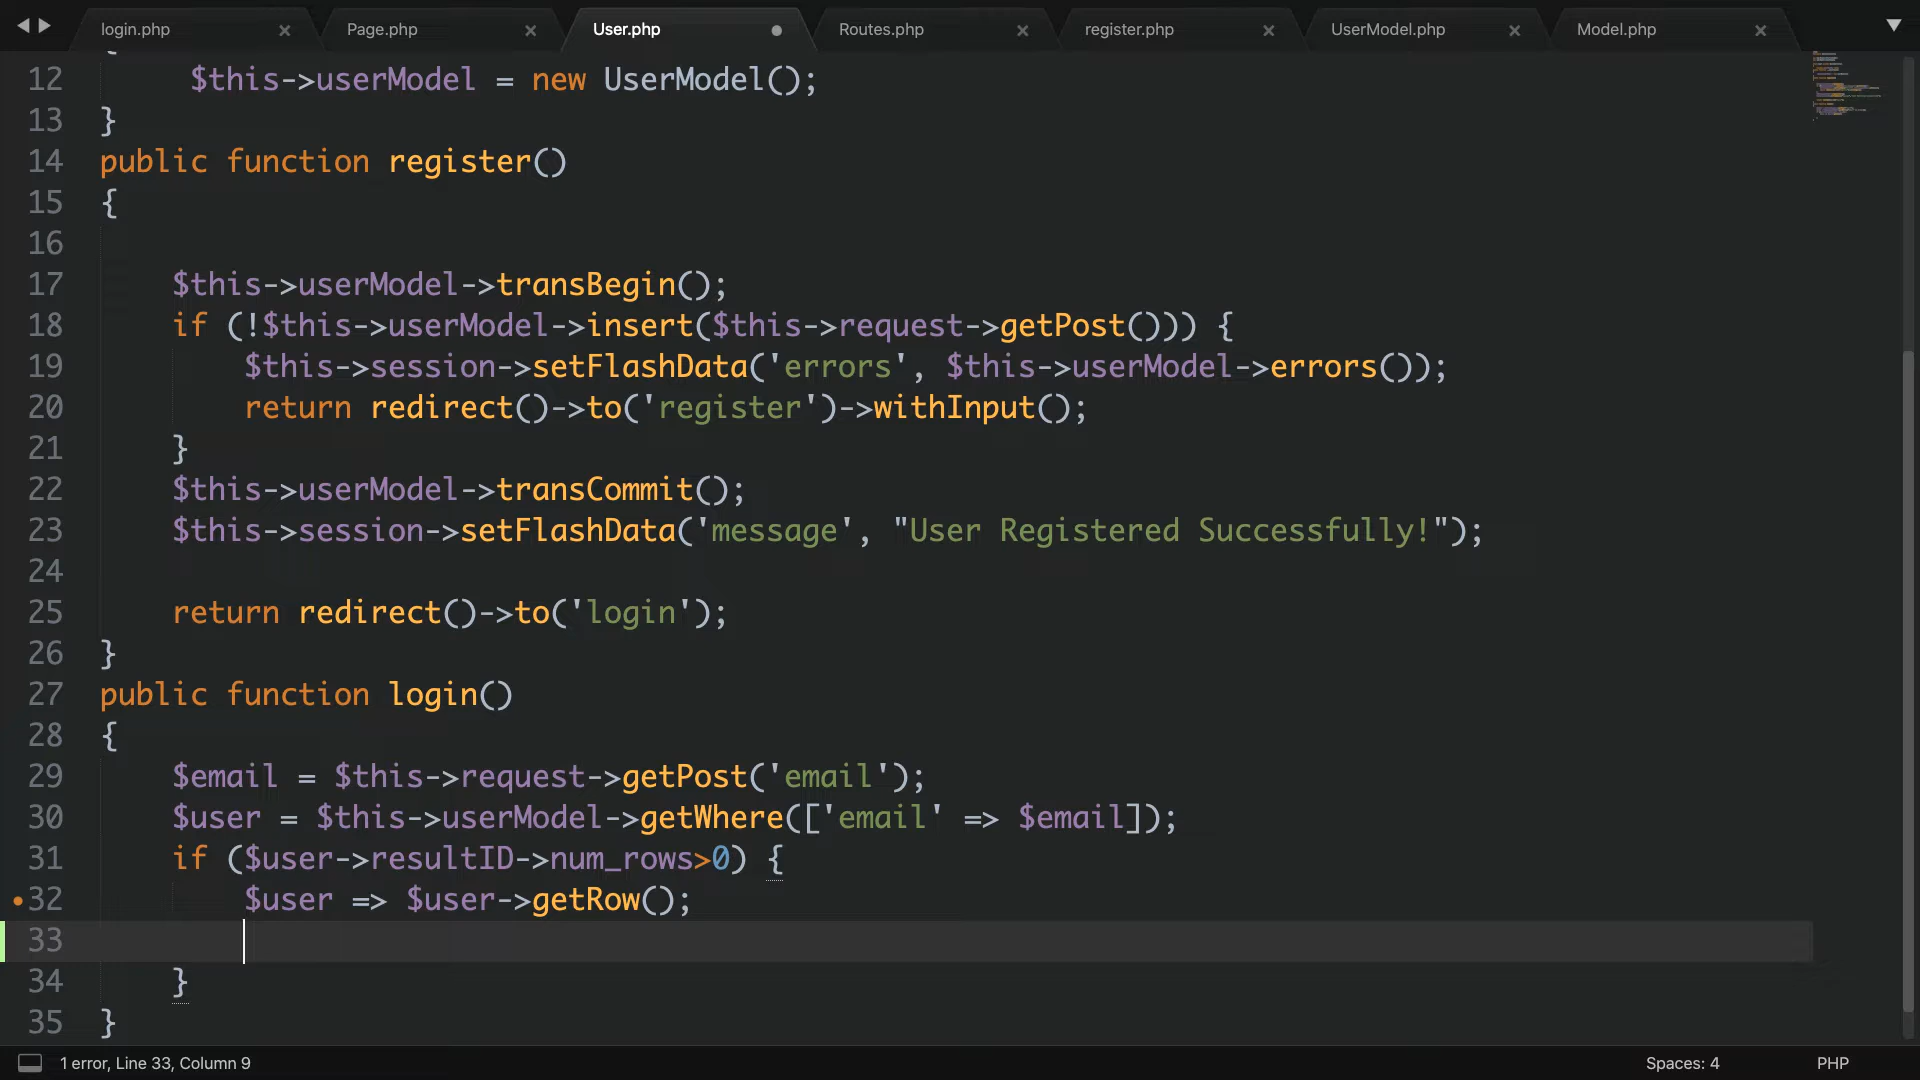 login.php Page.php User.php Routes.php register.php UserModel.php Model.php
12 $this->userModel = new UserModel();
13 }
14 public function register()
15 {
16
17 $this->userModel->transBegin();
18 if (!$this->userModel->insert($this->request->getPost())) {
19 $this->session->setFlashData('errors', $this->userModel->errors());
20 return redirect()->to('register')->withInput();
21 }
22 $this->userModel->transCommit();
23 $this->session->setFlashData('message', "User Registered Successfully!");
24
25 return redirect()->to('login');
26 }
27 public function login()
28 {
29 $email = $this->request->getPost('email');
30 $user = $this->userModel->getWhere(['email' => $email]);
31 if ($user->resultID->num_rows>0) {
32 $user => $user->getRow();
33
34 }
35 }
1 error, Line 33, Column 9 Spaces: 4 PHP